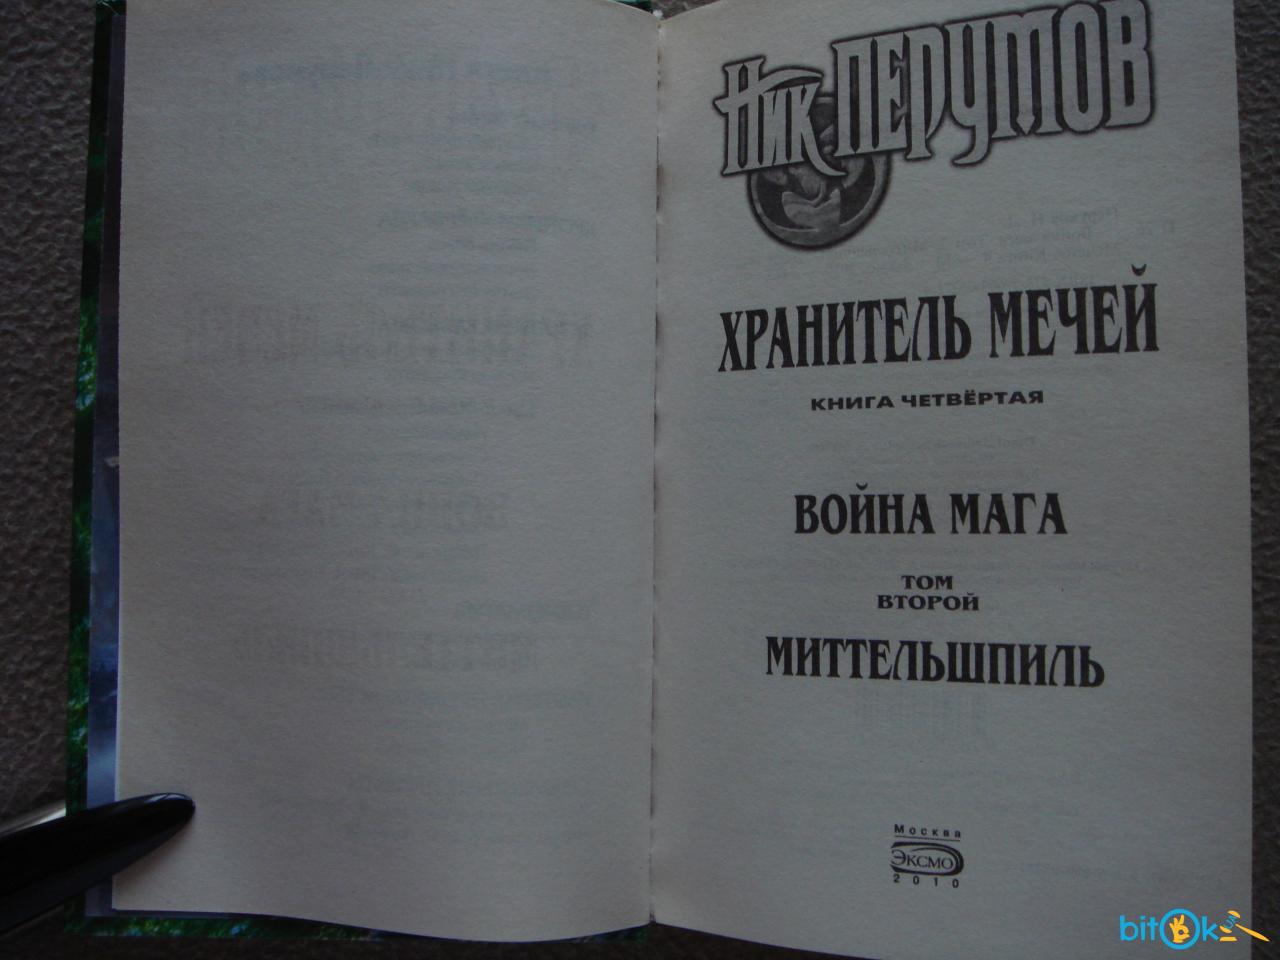 Ник ПЕРУМОВ
ХРАНИТЕЛЬ МЕЧЕЙ
КНИГА ЧЕТВЁРТАЯ
ВОЙНА МАГА
ТОМ
ВТОРОЙ
МИТТЕЛЬШПИЛЬ
Москва
ЭКСМО
2010
bitOk